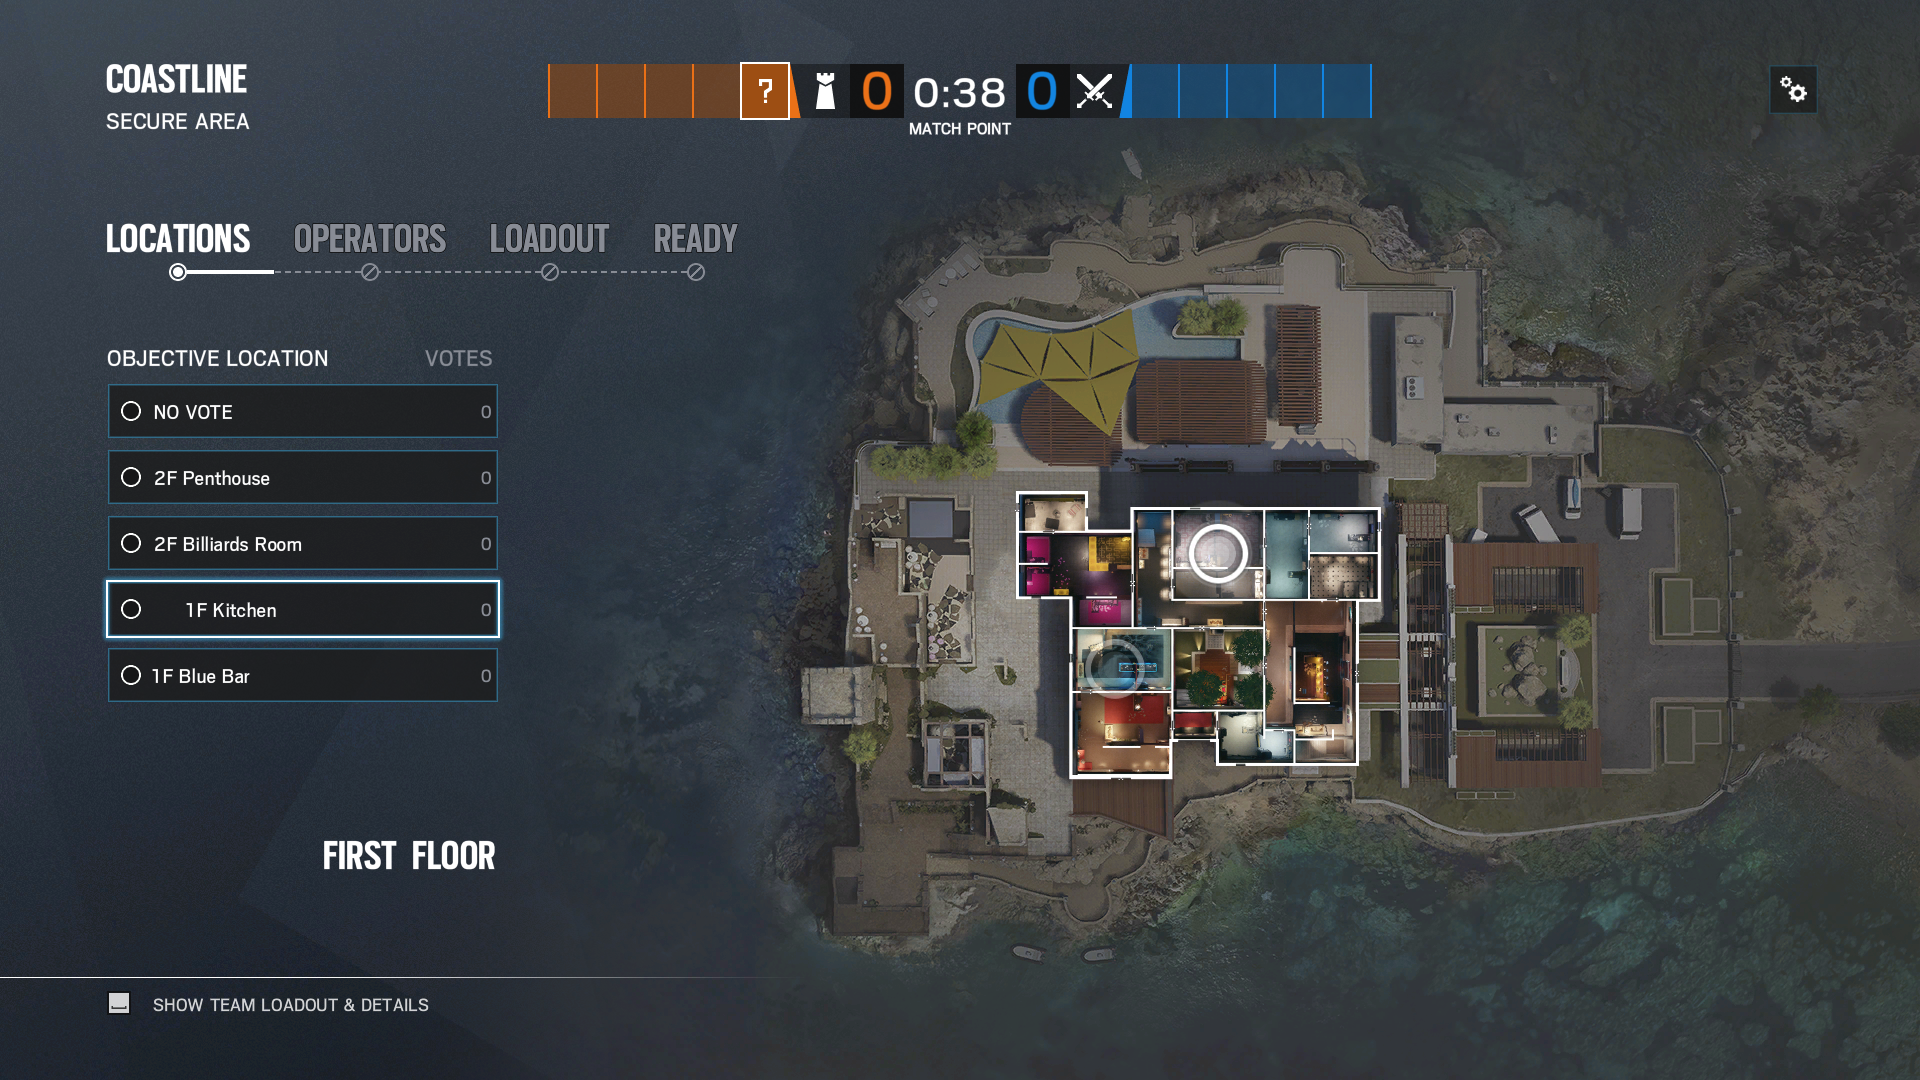 COASTLINE
SECURE AREA
?
0
0:38
0
MATCH POINT
LOCATIONS
OPERATORS
LOADOUT
READY
OBJECTIVE LOCATION
VOTES
NO VOTE
0
2F Penthouse
0
2F Billiards Room
0
1F Kitchen
0
1F Blue Bar
0
FIRST FLOOR
SHOW TEAM LOADOUT & DETAILS